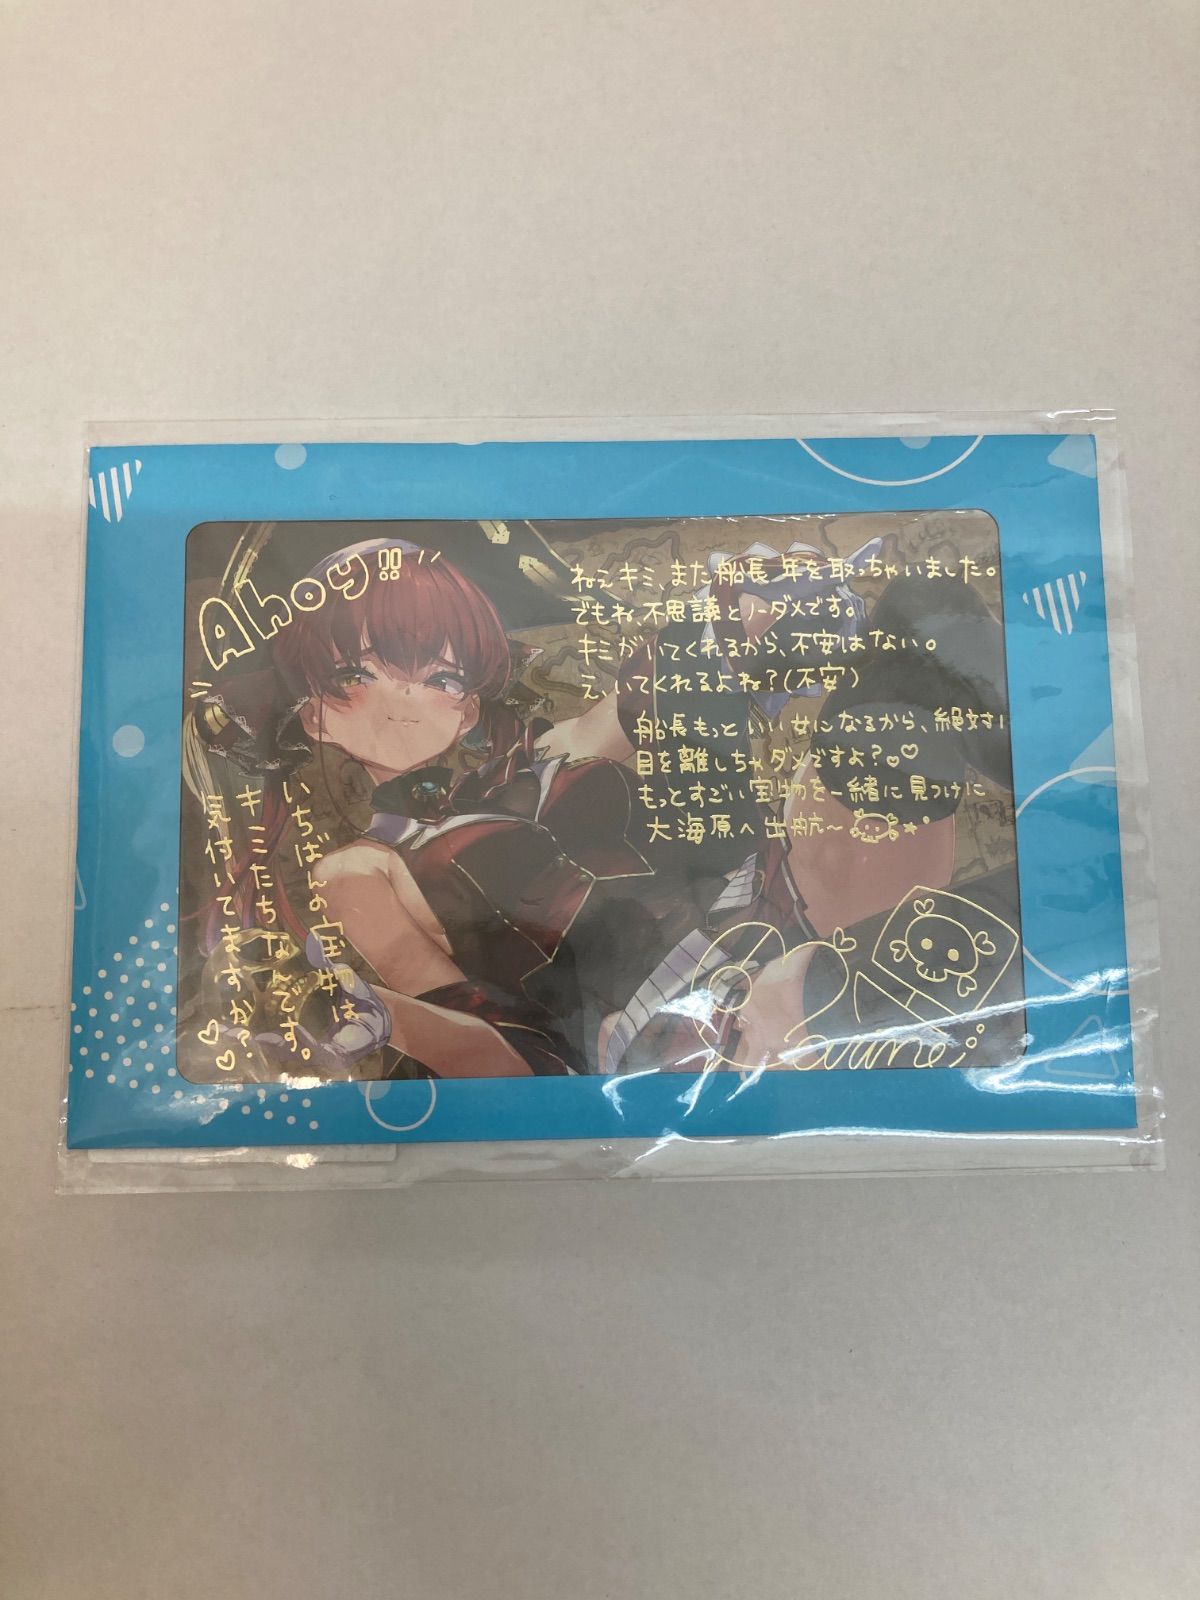 Ahoy!!
ねぇキミ、また船長年を取っちゃいました。
でもね、不思議とノーダメです。
キミがいてくれるから、不安はない。
え、いてくれるよね?(不安)
船長もっといい女になるから、絶対に
目を離しちゃダメですよ?♡♡
もっとすごい宝物を一緒に見つけに
大海原へ出航〜
いちばんの宝物は
キミたちなんです。
気付いてますか?♡♡
Marine